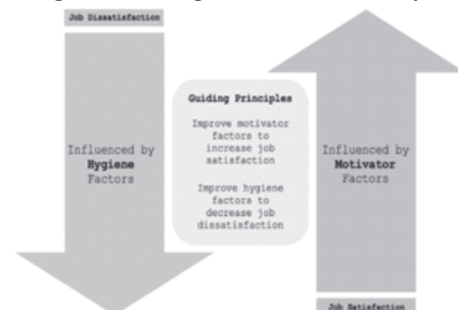 Job Dissatisfaction
Influenced by
Hygiene
Factors
Guiding Principles
Improve motivator
factors to
increase job
satisfaction
Improve hygiene
factors to
decrease job
dissatisfaction
Influenced by
Motivator
Factors
Job Satisfaction